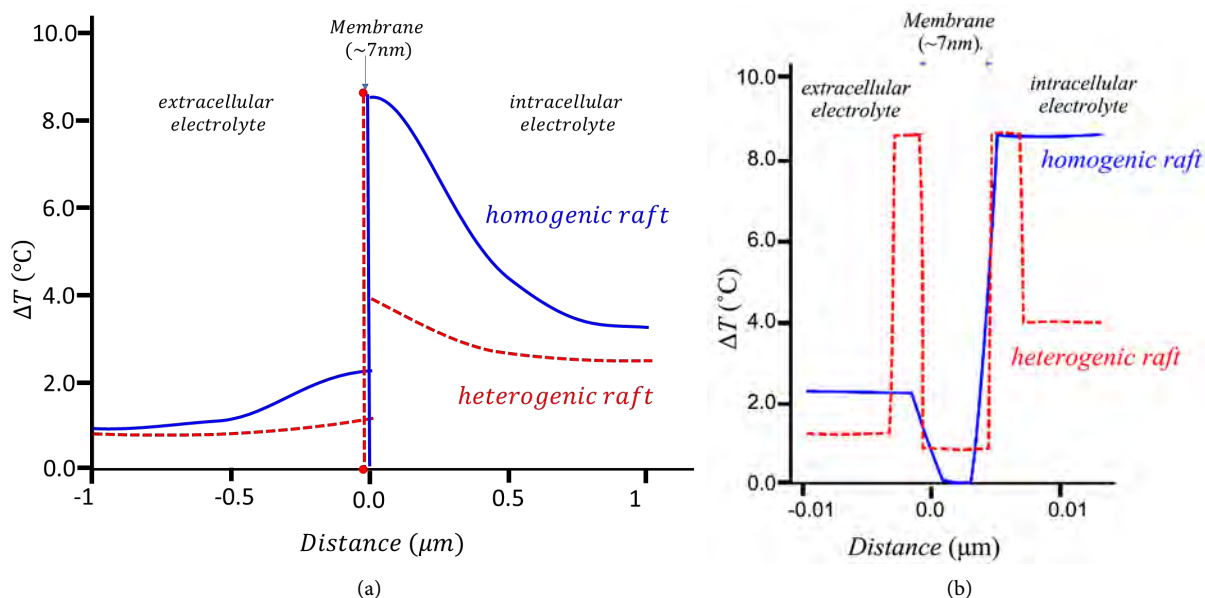 Membrane
(~7nm)
10.0
8.0
6.0
4.0
2.0
0.0
ΔT (°C)
extracellular
electrolyte
intracellular
electrolyte
homogenic raft
heterogenic raft
-1
-0.5
0.0
0.5
1
Distance (μm)
(a)
Membrane
(~7nm).
10.0
8.0
6.0
4.0
2.0
0.0
ΔT (°C)
extracellular
electrolyte
intracellular
electrolyte
homogenic raft
heterogenic raft
-0.01
0.0
0.01
Distance (μm)
(b)